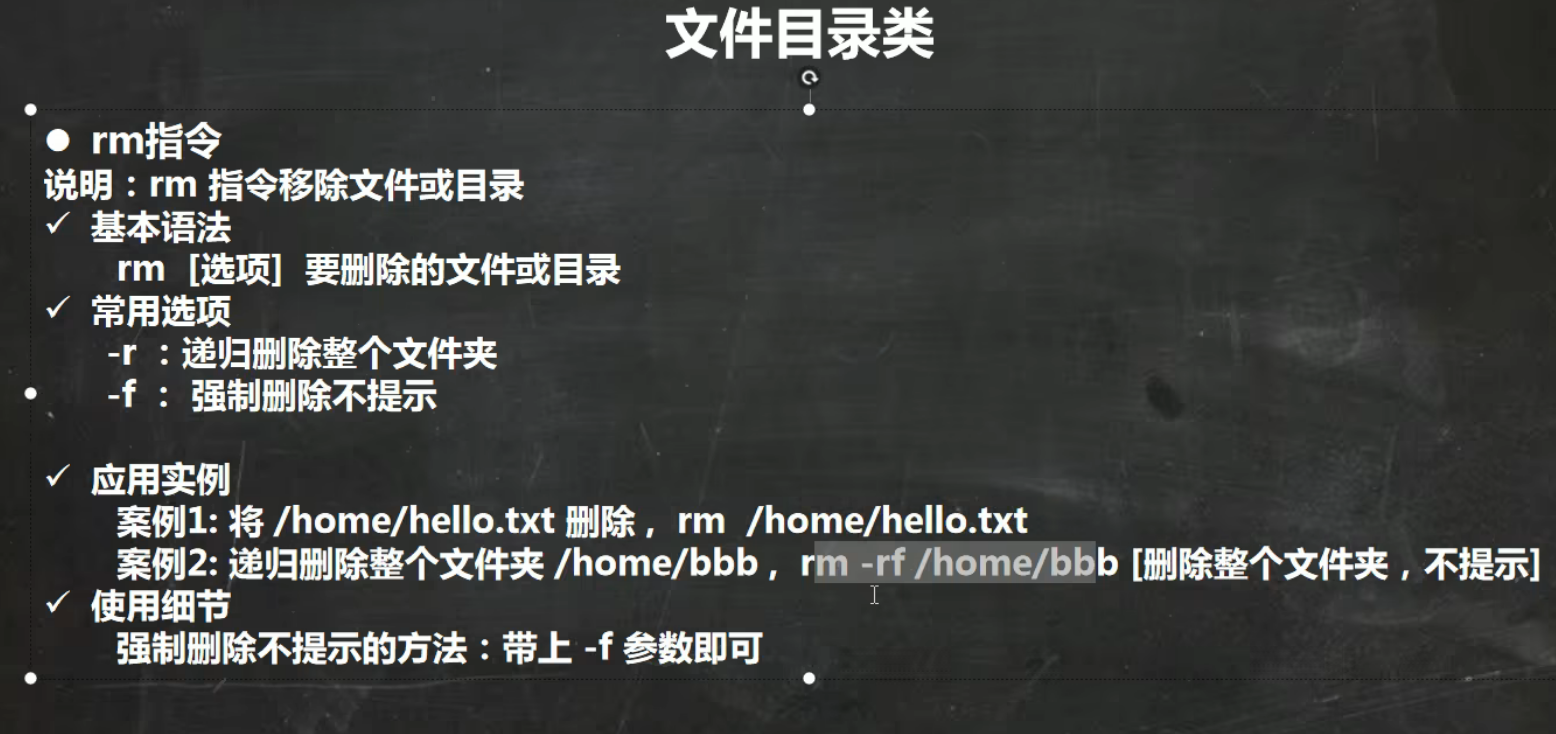 文件目录类
● rm指令
说明：rm 指令移除文件或目录
✓ 基本语法
rm [选项] 要删除的文件或目录
✓ 常用选项
-r ：递归删除整个文件夹
-f ： 强制删除不提示
✓ 应用实例
案例1: 将 /home/hello.txt 删除， rm /home/hello.txt
案例2: 递归删除整个文件夹 /home/bbb， rm -rf /home/bbb [删除整个文件夹，不提示]
✓ 使用细节
强制删除不提示的方法：带上 -f 参数即可